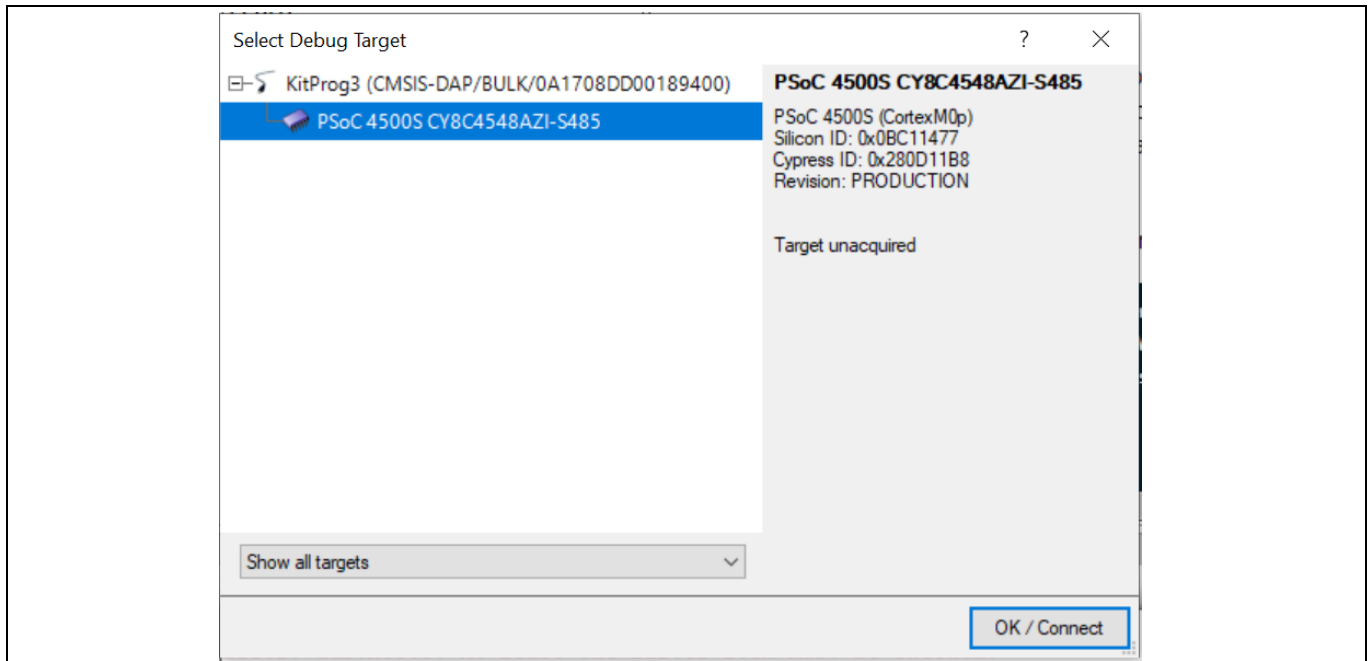 Select Debug Target
KitProg3 (CMSIS-DAP/BULK/0A1708DD00189400)
PSoC 4500S CY8C4548AZI-S485
PSoC 4500S CY8C4548AZI-S485
PSoC 4500S (CortexM0p)
Silicon ID: 0x0BC11477
Cypress ID: 0x280D11B8
Revision: PRODUCTION
Target unacquired
Show all targets
OK / Connect